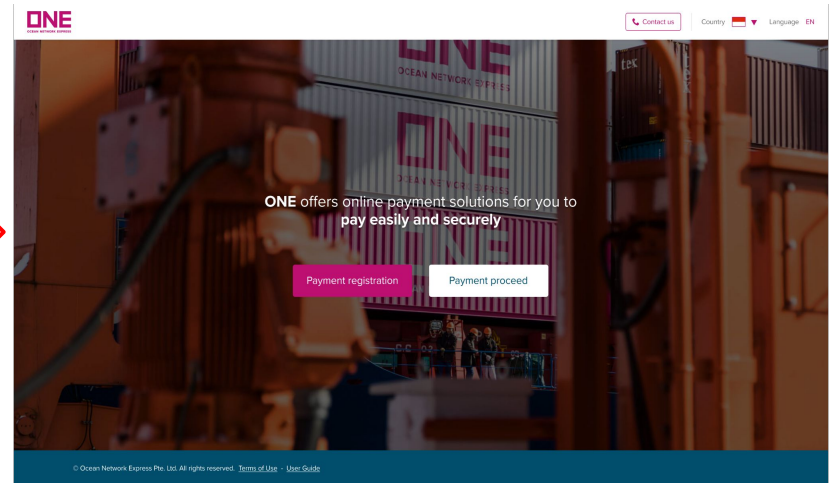 ONE
OCEAN NETWORK EXPRESS
Contact us
Country
Language EN
OCEAN NETWORK EXPRESS
tex
ONE
OCEAN NETWORK EXPRESS
ONE offers online payment solutions for you to
pay easily and securely
Payment registration
Payment proceed
© Ocean Network Express Pte. Ltd. All rights reserved. Terms of Use - User Guide